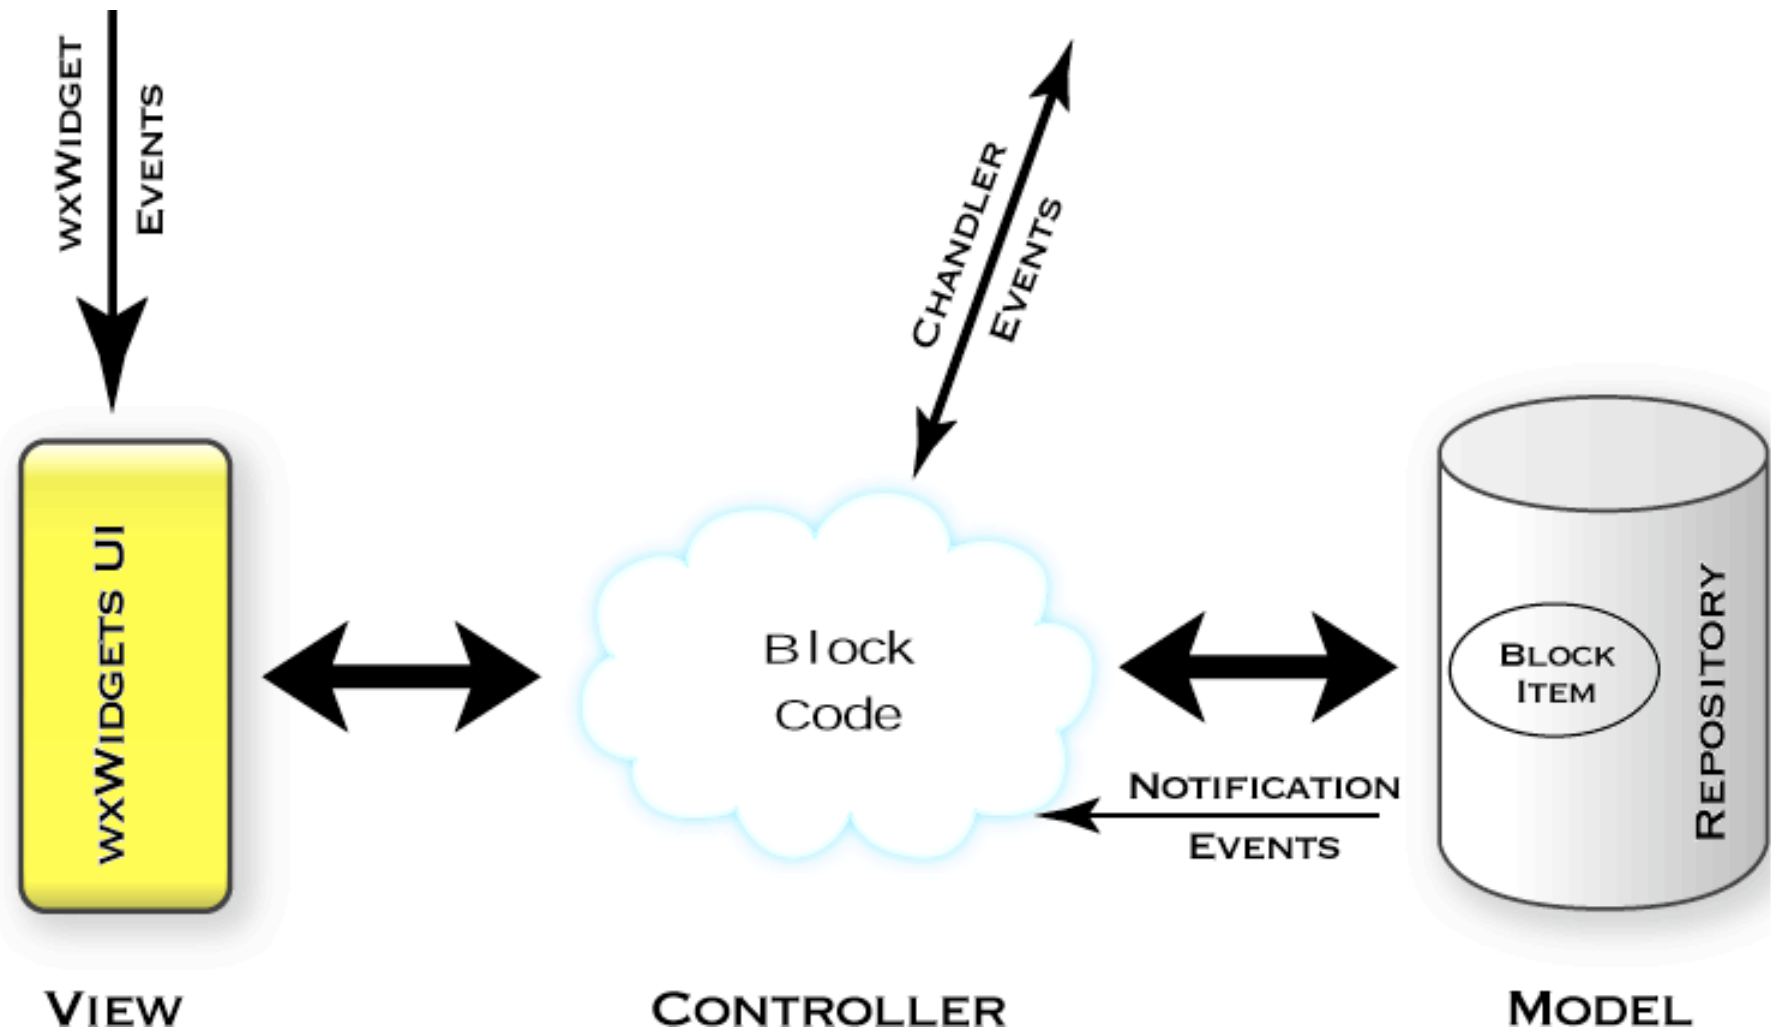 wxWidget
Events
Chandler
Events
wxWidgets UI
Block
Code
Block
Item
Repository
Notification
Events
View
Controller
Model